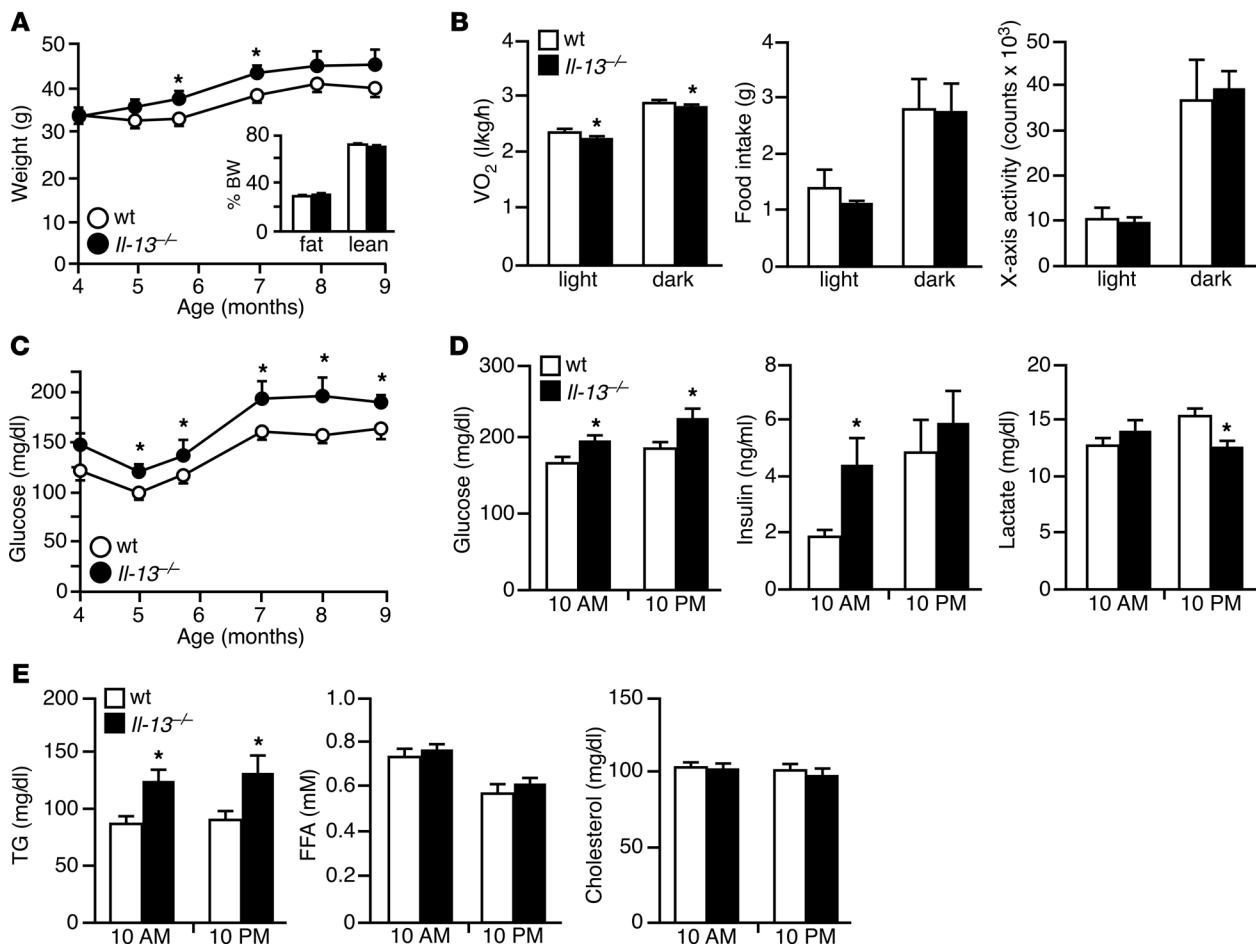 A
50
40
30
20
10
0
Weight (g)
*
*
wt
Il-13–/–
80
40
0
% BW
fat
lean
4
5
6
7
8
9
Age (months)
B
4
3
2
1
0
VO2 (l/kg/h)
wt
Il-13–/–
*
*
light
dark
4
3
2
1
0
Food intake (g)
light
dark
50
40
30
20
10
0
X-axis activity (counts x 10³)
light
dark
C
200
150
100
50
0
Glucose (mg/dl)
*
*
*
*
*
wt
Il-13–/–
4
5
6
7
8
9
Age (months)
D
300
200
100
0
Glucose (mg/dl)
wt
Il-13–/–
*
*
10 AM
10 PM
8
6
4
2
0
Insulin (ng/ml)
*
10 AM
10 PM
20
15
10
5
0
Lactate (mg/dl)
*
10 AM
10 PM
E
200
150
100
50
0
TG (mg/dl)
wt
Il-13–/–
*
*
10 AM
10 PM
1.0
0.8
0.6
0.4
0.2
0
FFA (mM)
10 AM
10 PM
150
100
50
0
Cholesterol (mg/dl)
10 AM
10 PM